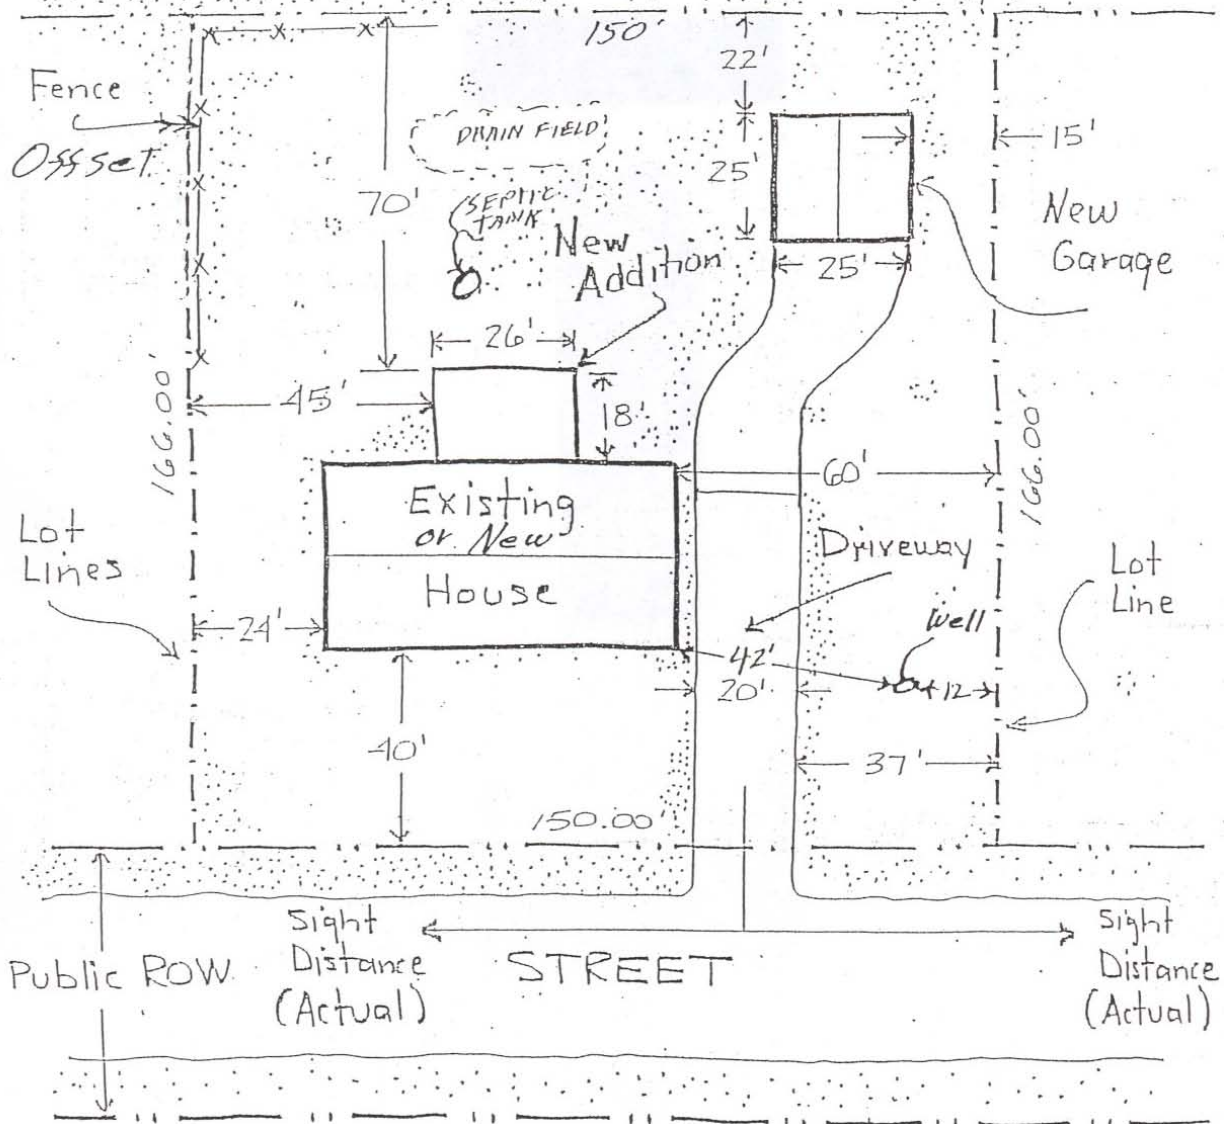 150'
22'
Fence
Offset
DRAIN FIELD
15'
25'
70'
SEPTIC
TANK
New
Addition
New
Garage
25'
26'
45'
18'
166.00'
60'
166.00'
Existing
or New
House
Lot
Lines
Driveway
Lot
Line
Well
24'
42'
20'
12
40'
37'
150.00
Sight
Distance
(Actual)
Public ROW
STREET
Sight
Distance
(Actual)